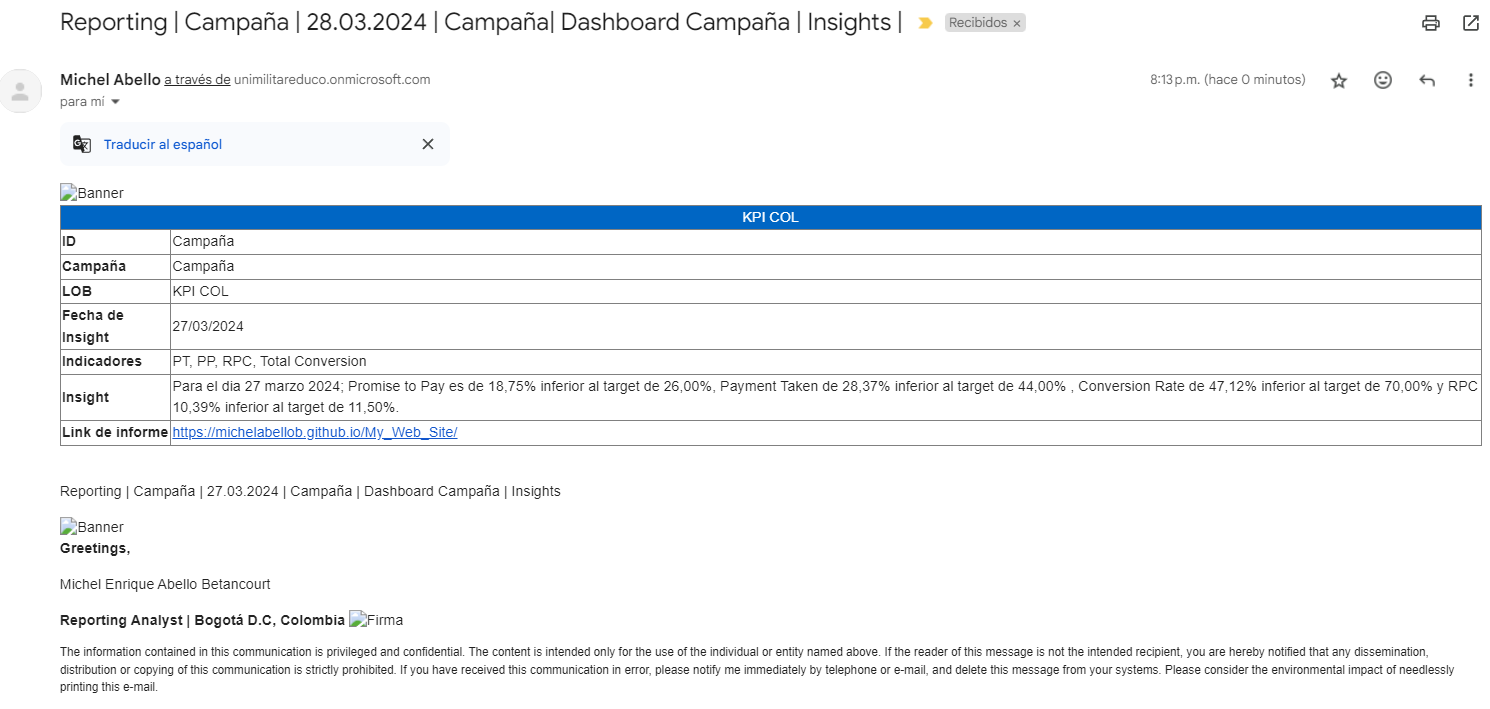 Reporting | Campaña | 28.03.2024 | Campaña| Dashboard Campaña | Insights |
Recibidos ×
Michel Abello a través de unimilitareduco.onmicrosoft.com
8:13 p.m. (hace 0 minutos)
para mí
Traducir al español
Banner
KPI COL
ID Campaña
Campaña Campaña
LOB KPI COL
Fecha de
Insight 27/03/2024
Indicadores PT, PP, RPC, Total Conversion
Insight Para el dia 27 marzo 2024; Promise to Pay es de 18,75% inferior al target de 26,00%, Payment Taken de 28,37% inferior al target de 44,00% , Conversion Rate de 47,12% inferior al target de 70,00% y RPC
10,39% inferior al target de 11,50%.
Link de informe https://michelabellob.github.io/My_Web_Site/
Reporting | Campaña | 27.03.2024 | Campaña | Dashboard Campaña | Insights
Banner
Greetings,
Michel Enrique Abello Betancourt
Reporting Analyst | Bogotá D.C, Colombia Firma
The information contained in this communication is privileged and confidential. The content is intended only for the use of the individual or entity named above. If the reader of this message is not the intended recipient, you are hereby notified that any dissemination,
distribution or copying of this communication is strictly prohibited. If you have received this communication in error, please notify me immediately by telephone or e-mail, and delete this message from your systems. Please consider the environmental impact of needlessly
printing this e-mail.